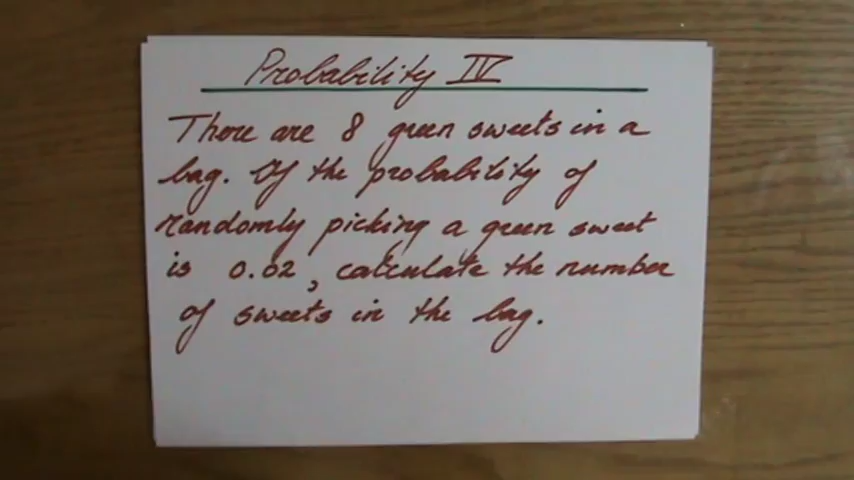 Probability IV
There are 8 green sweets in a
bag. If the probability of
randomly picking a green sweet
is 0.02, calculate the number
of sweets in the bag.